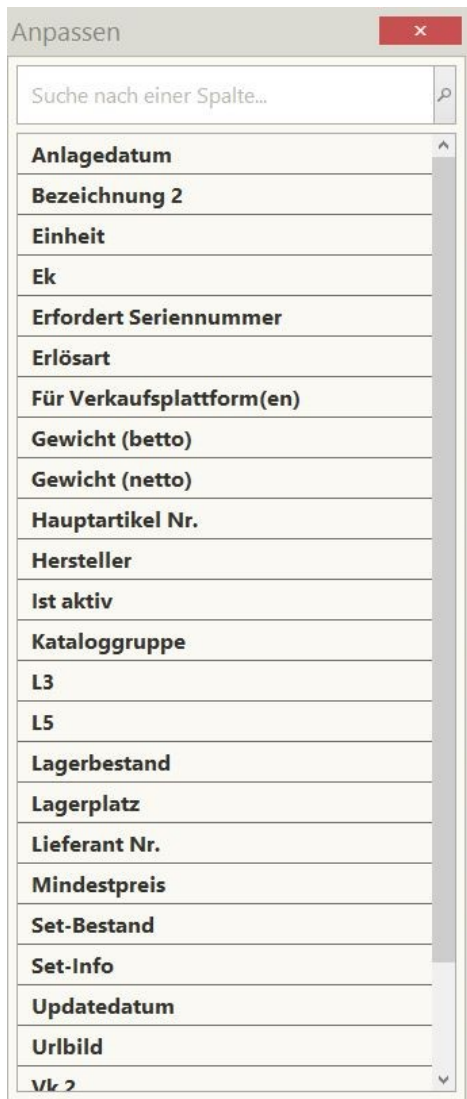 Anpassen
Suche nach einer Spalte...
Anlagedatum
Bezeichnung 2
Einheit
Ek
Erfordert Seriennummer
Erlösart
Für Verkaufsplattform(en)
Gewicht (betto)
Gewicht (netto)
Hauptartikel Nr.
Hersteller
Ist aktiv
Kataloggruppe
L3
L5
Lagerbestand
Lagerplatz
Lieferant Nr.
Mindestpreis
Set-Bestand
Set-Info
Updatedatum
Urlbild
Vk 2